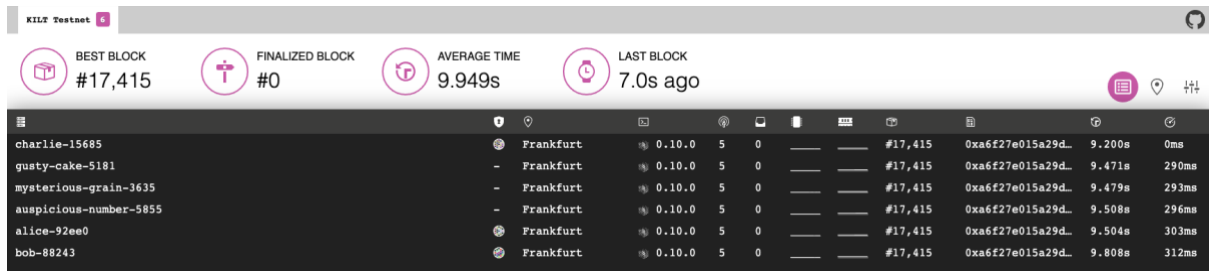 KILT Testnet 6
BEST BLOCK
#17,415
FINALIZED BLOCK
#0
AVERAGE TIME
9.949s
LAST BLOCK
7.0s ago
charlie-15685 Frankfurt 0.10.0 5 0 #17,415 0xa6f27e015a29d… 9.200s 0ms
gusty-cake-5181 – Frankfurt 0.10.0 5 0 #17,415 0xa6f27e015a29d… 9.471s 290ms
mysterious-grain-3635 – Frankfurt 0.10.0 5 0 #17,415 0xa6f27e015a29d… 9.479s 293ms
auspicious-number-5855 – Frankfurt 0.10.0 5 0 #17,415 0xa6f27e015a29d… 9.508s 296ms
alice-92ee0 Frankfurt 0.10.0 5 0 #17,415 0xa6f27e015a29d… 9.504s 303ms
bob-88243 Frankfurt 0.10.0 5 0 #17,415 0xa6f27e015a29d… 9.808s 312ms